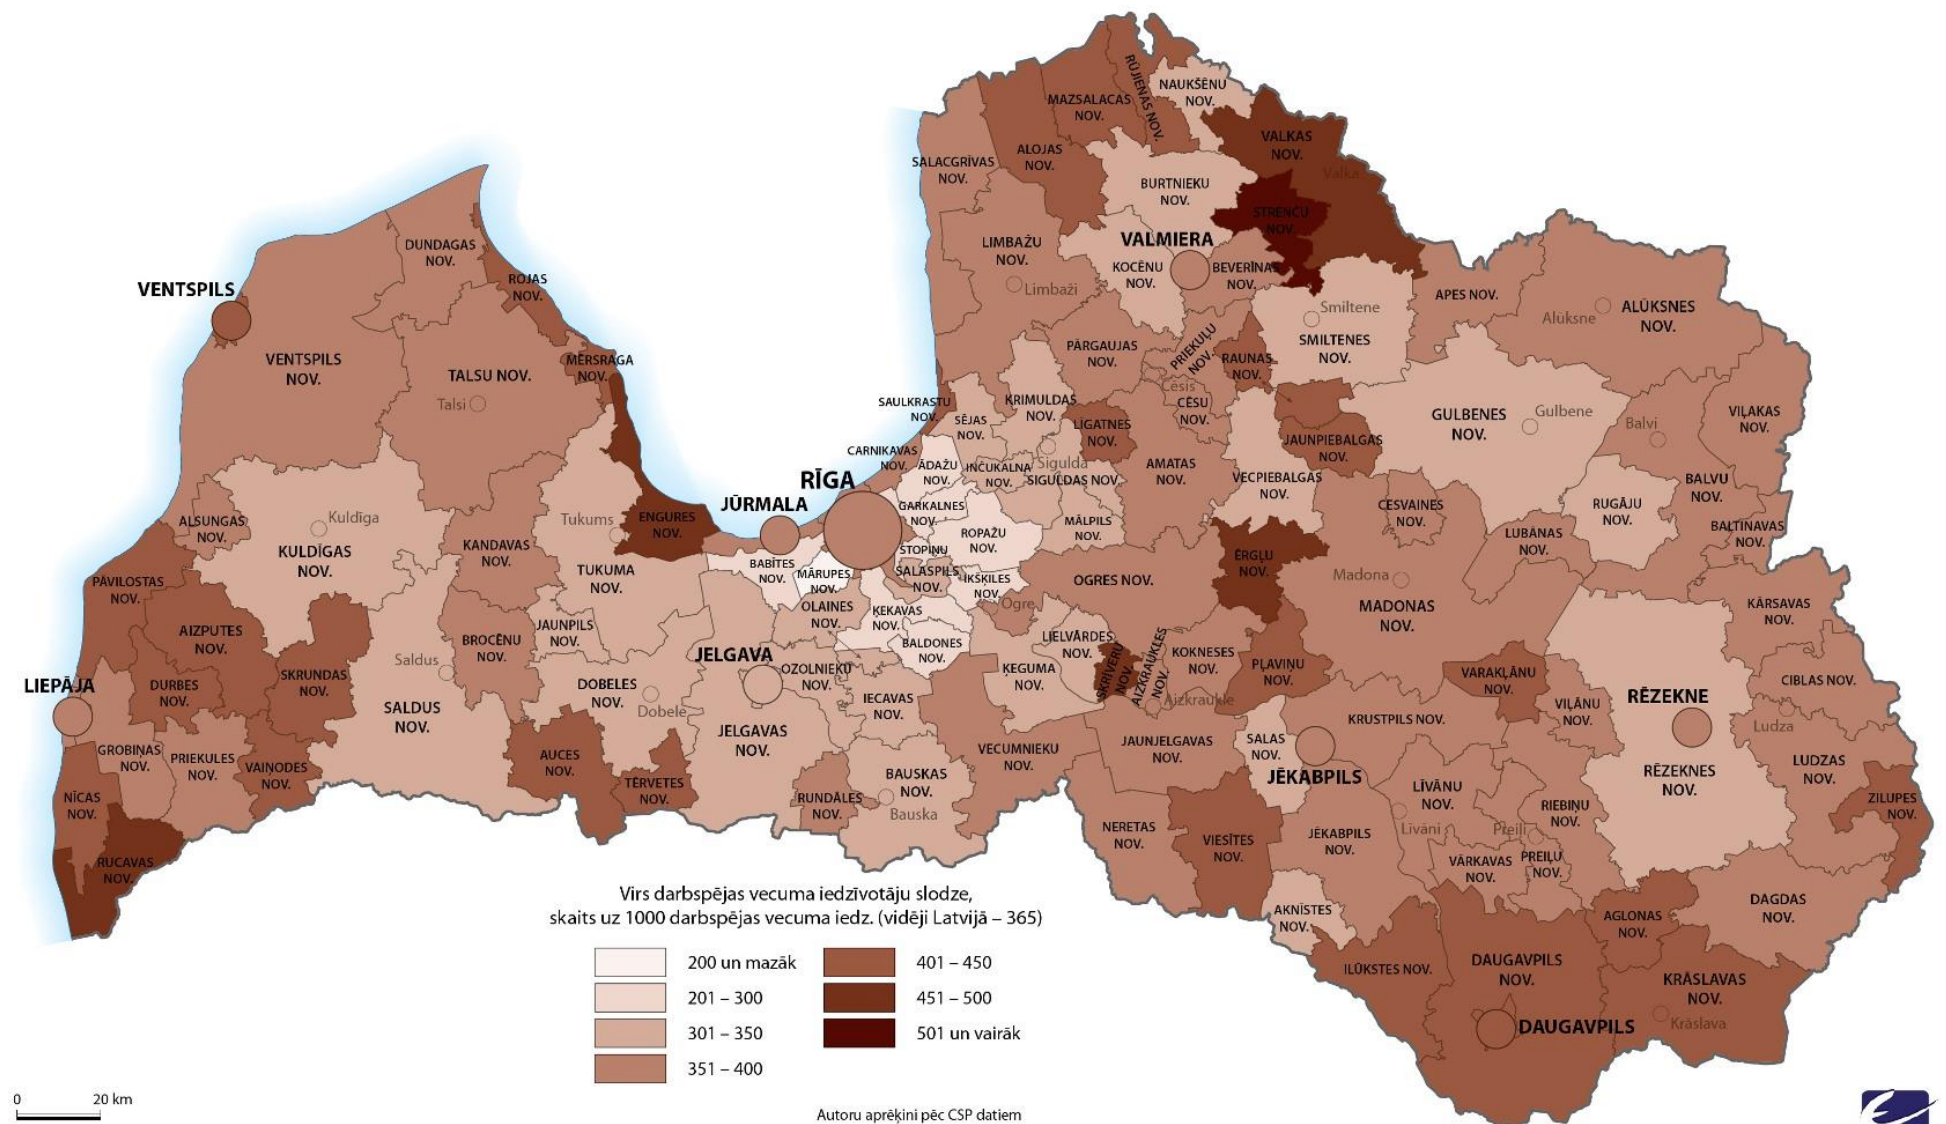 RŪJIENAS NOV.
NAUKŠĒNU
NOV.
MAZSALACAS
NOV.
VALKAS
NOV.
Valka
ALOJAS
NOV.
SALACGRĪVAS
NOV.
BURTNIEKU
NOV.
STRENČU
NOV.
DUNDAGAS
NOV.
ROJAS
NOV.
LIMBAŽU
NOV.
Limbaži
VALMIERA
KOCĒNU
NOV.
BEVERĪNAS
NOV.
VENTSPILS
APES NOV.
Alūksne
ALŪKSNES
NOV.
Smiltene
SMILTENES
NOV.
VENTSPILS
NOV.
TALSU NOV.
Talsi
MĒRSRAGA
NOV.
PĀRGAUJAS
NOV.
PRIEKUĻU
NOV.
RAUNAS
NOV.
Cēsis
CĒSU
NOV.
SAULKRASTU
NOV.
SĒJAS
NOV.
KRIMULDAS
NOV.
LĪGATNES
NOV.
GULBENES
NOV.
Gulbene
Balvi
VIĻAKAS
NOV.
JAUNPIEBALGAS
NOV.
CARNIKAVAS
NOV.
ĀDAŽU
NOV.
INČUKALNA
NOV.
Sigulda
SIGULDAS NOV.
AMATAS
NOV.
VECPIEBALGAS
NOV.
BALVU
NOV.
RĪGA
JŪRMALA
GARKALNES
NOV.
ROPAŽU
NOV.
MĀLPILS
NOV.
CESVAINES
NOV.
RUGĀJU
NOV.
LUBĀNAS
NOV.
BALTINAVAS
NOV.
ALSUNGAS
NOV.
Kuldīga
KULDĪGAS
NOV.
Tukums
ENGURES
NOV.
KANDAVAS
NOV.
TUKUMA
NOV.
BABĪTES
NOV.
MĀRUPES
NOV.
STOPIŅU
NOV.
SALASPILS
NOV.
IKŠĶILES
NOV.
Ogre
OGRES NOV.
ĒRGĻU
NOV.
Madona
MADONAS
NOV.
KĀRSAVAS
NOV.
PĀVILOSTAS
NOV.
AIZPUTES
NOV.
BROCĒNU
NOV.
JAUNPILS
NOV.
OLAINES
NOV.
ĶEKAVAS
NOV.
BALDONES
NOV.
LIELVĀRDES
NOV.
SKRĪVERU
NOV.
AIZKRAUKLES
NOV.
KOKNESES
NOV.
Aizkraukle
PĻAVIŅU
NOV.
VARAKĻĀNU
NOV.
CIBLAS NOV.
LIEPĀJA
DURBES
NOV.
SKRUNDAS
NOV.
Saldus
SALDUS
NOV.
DOBELES
NOV.
Dobele
JELGAVA
OZOLNIEKU
NOV.
IECAVAS
NOV.
ĶEGUMA
NOV.
VIĻĀNU
NOV.
RĒZEKNE
Ludza
LUDZAS
NOV.
GROBIŅAS
NOV.
PRIEKULES
NOV.
VAIŅODES
NOV.
AUCES
NOV.
TĒRVETES
NOV.
JELGAVAS
NOV.
VECUMNIEKU
NOV.
JAUNJELGAVAS
NOV.
SALAS
NOV.
KRUSTPILS NOV.
JĒKABPILS
RĒZEKNES
NOV.
NĪCAS
NOV.
RUNDĀLES
NOV.
BAUSKAS
NOV.
Bauska
LĪVĀNU
NOV.
Līvāni
RIEBIŅU
NOV.
Preiļi
ZILUPES
NOV.
RUCAVAS
NOV.
NERETAS
NOV.
VIESĪTES
NOV.
JĒKABPILS
NOV.
VĀRKAVAS
NOV.
PREIĻU
NOV.
DAGDAS
NOV.
AKNĪSTES
NOV.
AGLONAS
NOV.
ILŪKSTES NOV.
DAUGAVPILS
NOV.
KRĀSLAVAS
NOV.
Krāslava
DAUGAVPILS
Virs darbspējas vecuma iedzīvotāju slodze,
skaits uz 1000 darbspējas vecuma iedz. (vidēji Latvijā – 365)
200 un mazāk
201 – 300
301 – 350
351 – 400
401 – 450
451 – 500
501 un vairāk
0 20 km
Autoru aprēķini pēc CSP datiem